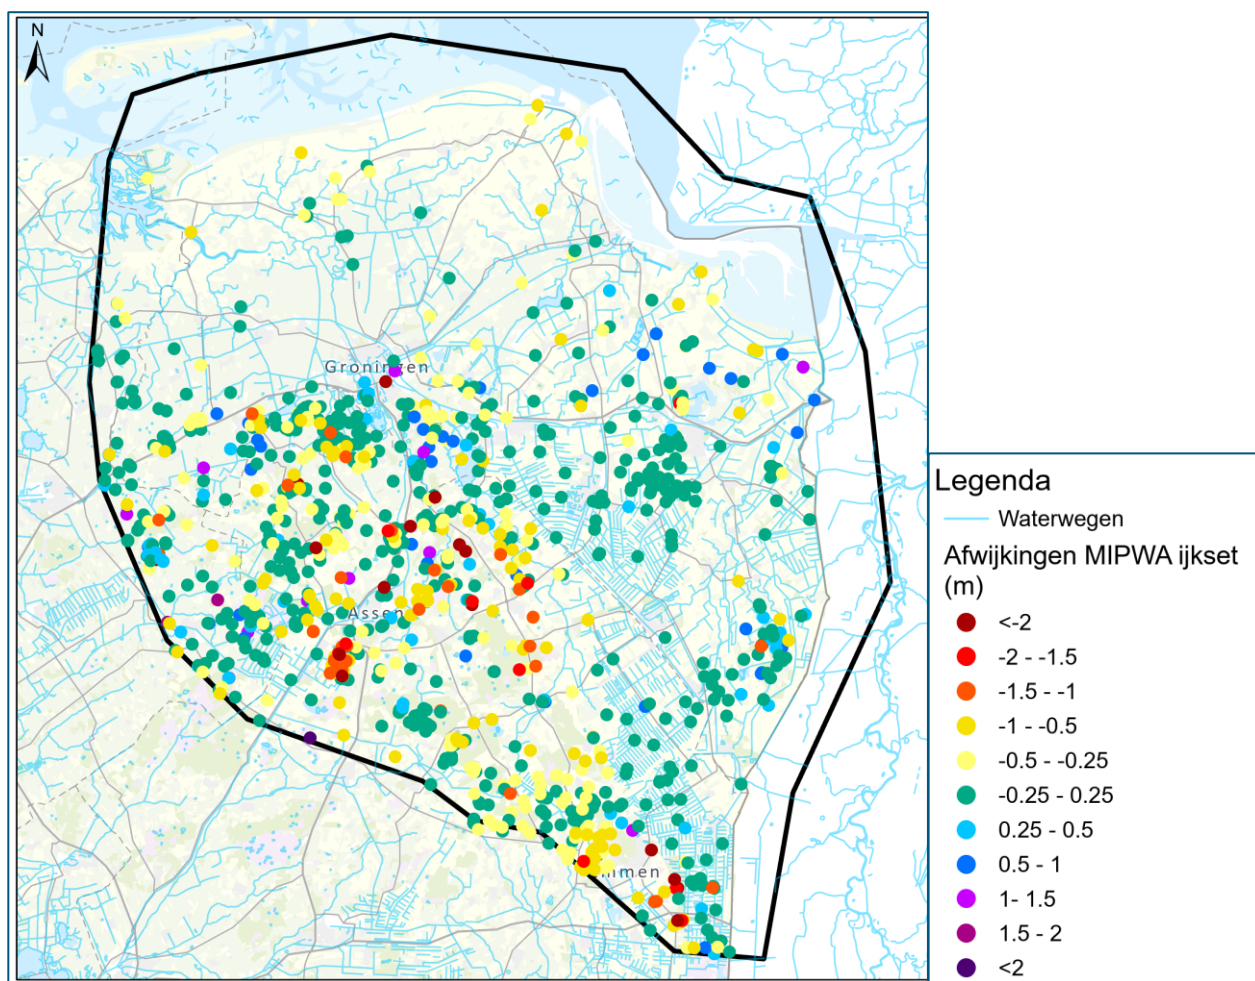 N
Groningen
Assen
mmen
Legenda
Waterwegen
Afwijkingen MIPWA ijkset
(m)
<-2
-2 - -1.5
-1.5 - -1
-1 - -0.5
-0.5 - -0.25
-0.25 - 0.25
0.25 - 0.5
0.5 - 1
1- 1.5
1.5 - 2
<2